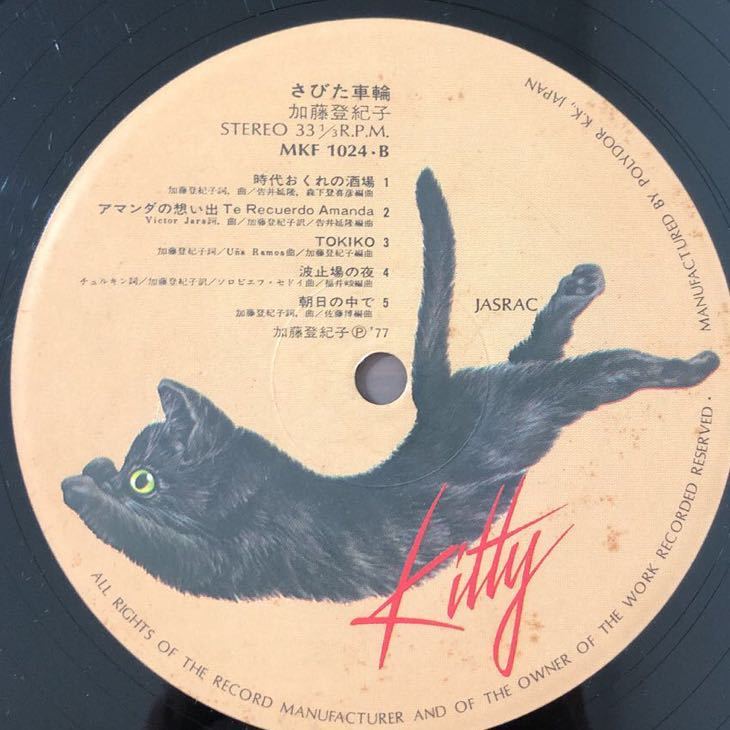 さびた車輪
加藤登紀子
STEREO 33 1/3 R.P.M.
MKF 1024・B
時代おくれの酒場 1
加藤登紀子詞、曲/告井延隆、森下登喜彦編曲
アマンダの想い出 Te Recuerdo Amanda 2
Victor Jara詞、曲/加藤登紀子訳/告井延隆編曲
TOKIKO 3
加藤登紀子詞/Uña Ramos曲/加藤登紀子編曲
波止場の夜 4
チュルキン詞/加藤登紀子訳/ソロビエフ・セドイ曲/福井峻編曲
朝日の中で 5
加藤登紀子詞、曲/佐藤博編曲
加藤登紀子Ⓟ'77
JASRAC
Kitty
ALL RIGHTS OF THE RECORD MANUFACTURER AND OF THE OWNER OF THE WORK RECORDED RESERVED・MANUFACTURED BY POLYDOR K.K., JAPAN